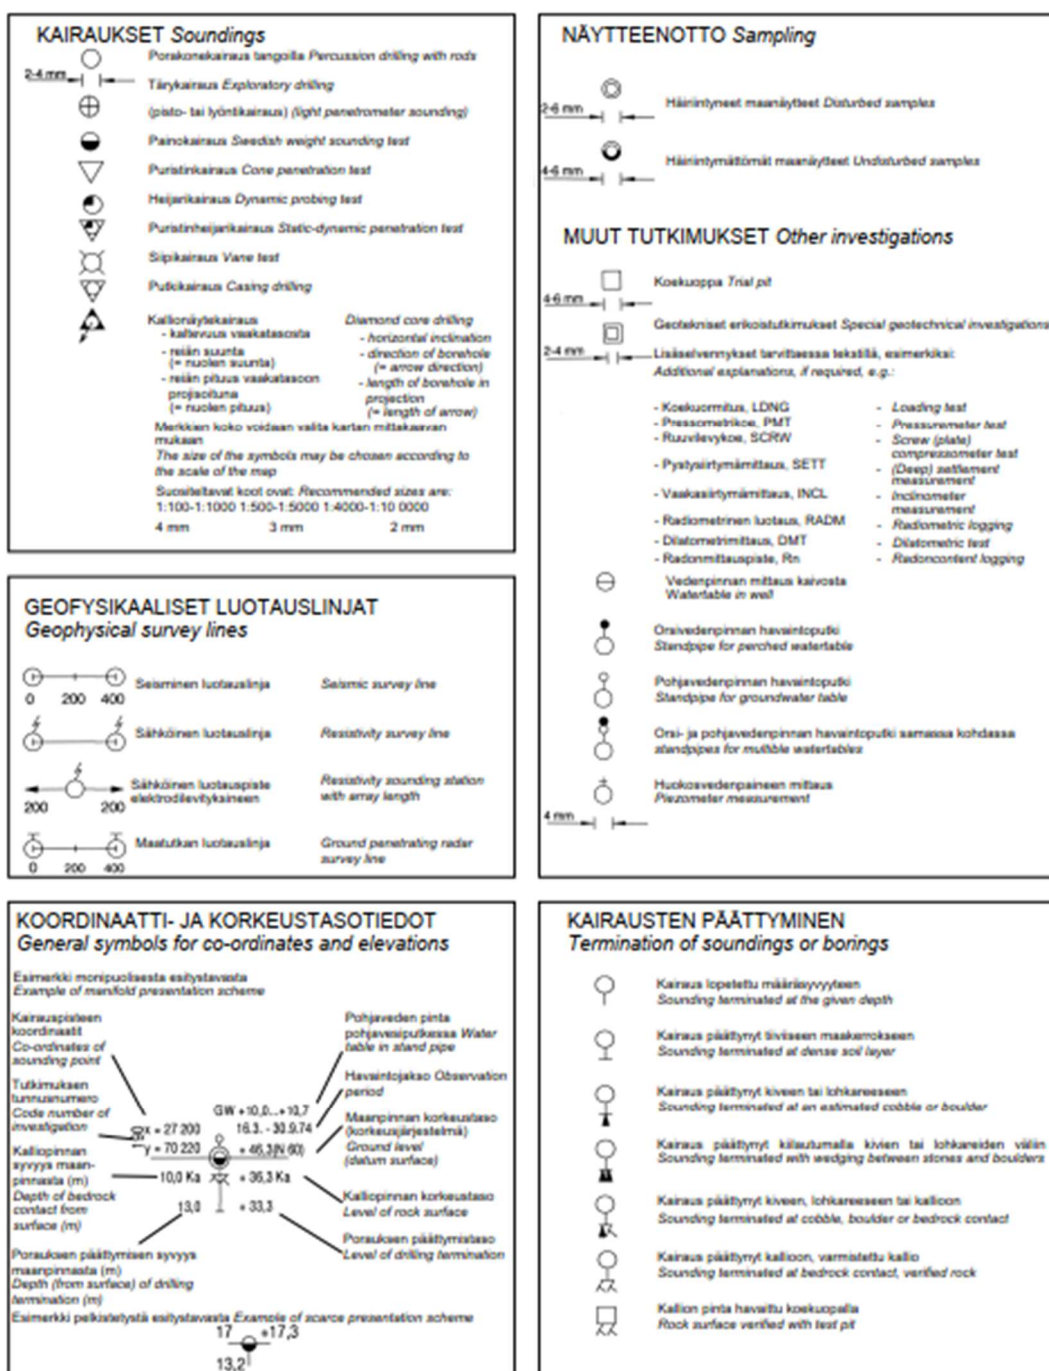 KAIRAUKSET Soundings
Porakonekairaus tangoilla Percussion drilling with rods
2-4 mm
Tärykairaus Exploratory drilling
(pisto- tai lyöntikairaus) (light penetrometer sounding)
Painokairaus Swedish weight sounding test
Puristinkairaus Cone penetration test
Heijarikairaus Dynamic probing test
Puristinheijarikairaus Static-dynamic penetration test
Siipikairaus Vane test
Putkikairaus Casing drilling
Kallionäytekairaus Diamond core drilling
- kaltevuus vaakatasosta - horizontal inclination
- reiän suunta - direction of borehole
(= nuolen suunta) (= arrow direction)
- reiän pituus vaakatasoon - length of borehole in
projisoituna projection
(= nuolen pituus) (= length of arrow)
Merkkien koko voidaan valita kartan mittakaavan
mukaan
The size of the symbols may be chosen according to
the scale of the map
Suositeltavat koot ovat: Recommended sizes are:
1:100-1:1000 1:500-1:5000 1:4000-1:10 0000
4 mm 3 mm 2 mm
GEOFYSIKAALISET LUOTAUSLINJAT
Geophysical survey lines
Seisminen luotauslinja Seismic survey line
0 200 400
Sähköinen luotauslinja Resistivity survey line
Sähköinen luotauspiste Resistivity sounding station
elektrodilevityksineen with array length
200 200
Maatutkan luotauslinja Ground penetrating radar
survey line
0 200 400
KOORDINAATTI- JA KORKEUSTASOTIEDOT
General symbols for co-ordinates and elevations
Esimerkki monipuolisesta esitystavasta
Example of manifold presentation scheme
Kairauspisteen
koordinaatit
Co-ordinates of
sounding point
Tutkimuksen
tunnusnumero
Code number of
investigation
Kalliopinnan
syvyys maan-
pinnasta (m)
Depth of bedrock
contact from
surface (m)
Porauksen päättymisen syvyys
maanpinnasta (m)
Depth (from surface) of drilling
termination (m)
Pohjaveden pinta
pohjavesiputkessa Water
table in stand pipe
Havaintojakso Observation
period
Maanpinnan korkeustaso
(korkeusjärjestelmä)
Ground level
(datum surface)
Kalliopinnan korkeustaso
Level of rock surface
Porauksen päättymistaso
Level of drilling termination
GW +10,0...+10,7
x = 27 200 16.3. - 30.9.74
y = 70 220 + 46,3(N 60)
10,0 Ka + 36,3 Ka
13,0 + 33,3
Esimerkki pelkistetystä esitystavasta Example of scarce presentation scheme
17 +17,3
13,2
NÄYTTEENOTTO Sampling
Häiriintyneet maanäytteet Disturbed samples
2-6 mm
Häiriintymättömät maanäytteet Undisturbed samples
4-6 mm
MUUT TUTKIMUKSET Other investigations
Koekuoppa Trial pit
4-6 mm
Geotekniset erikoistutkimukset Special geotechnical investigations
2-4 mm
Lisäselvennykset tarvittaessa tekstillä, esimerkiksi:
Additional explanations, if required, e.g.:
- Koekuormitus, LDNG - Loading test
- Pressometrikoe, PMT - Pressuremeter test
- Ruuvilevykoe, SCRW - Screw (plate)
compressometer test
- Pystysiirtymämittaus, SETT - (Deep) settlement
measurement
- Vaakasiirtymämittaus, INCL - Inclinometer
measurement
- Radiometrinen luotaus, RADM - Radiometric logging
- Dilatometrimittaus, DMT - Dilatometric test
- Radonmittauspiste, Rn - Radoncontent logging
Vedenpinnan mittaus kaivosta
Watertable in well
Orsivedenpinnan havaintoputki
Standpipe for perched watertable
Pohjavedenpinnan havaintoputki
Standpipe for groundwater table
Orsi- ja pohjavedenpinnan havaintoputki samassa kohdassa
standpipes for multible watertables
Huokosvedenpaineen mittaus
Piezometer measurement
4 mm
KAIRAUSTEN PÄÄTTYMINEN
Termination of soundings or borings
Kairaus lopetettu määräsyvyyteen
Sounding terminated at the given depth
Kairaus päättynyt tiiviiseen maakerrokseen
Sounding terminated at dense soil layer
Kairaus päättynyt kiveen tai lohkareeseen
Sounding terminated at an estimated cobble or boulder
Kairaus päättynyt kiilautumalla kivien tai lohkareiden väliin
Sounding terminated with wedging between stones and boulders
Kairaus päättynyt kiveen, lohkareeseen tai kallioon
Sounding terminated at cobble, boulder or bedrock contact
Kairaus päättynyt kallioon, varmistettu kallio
Sounding terminated at bedrock contact, verified rock
Kallion pinta havaittu koekuopalla
Rock surface verified with test pit